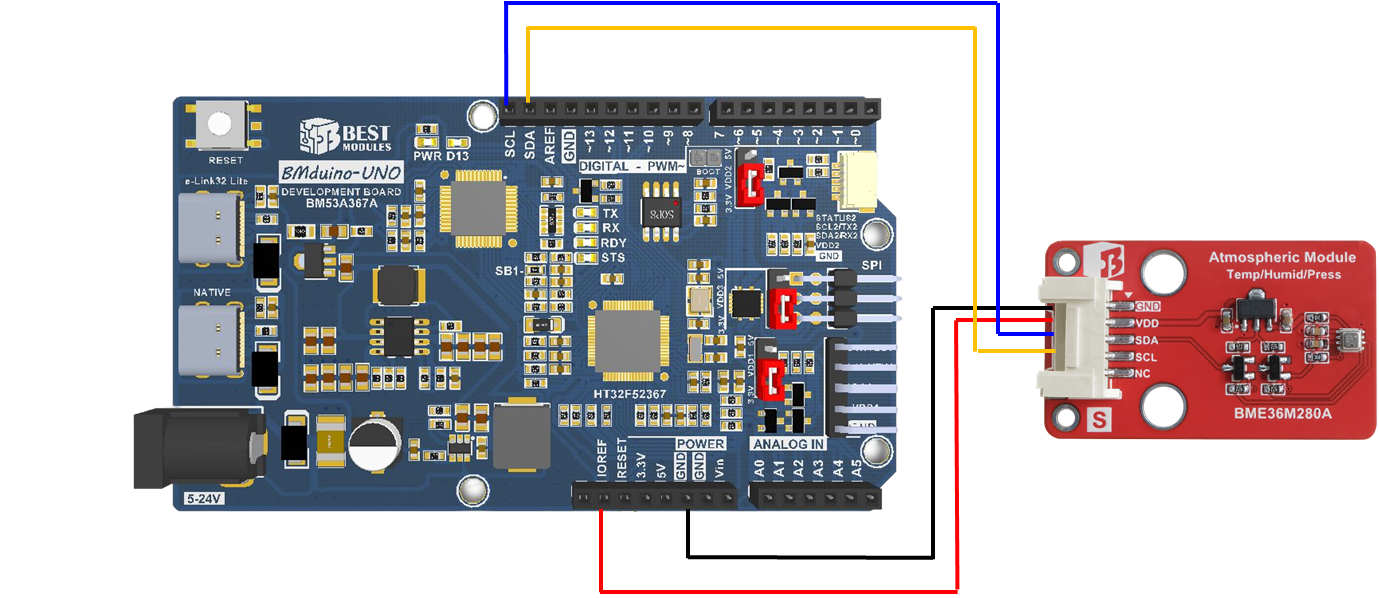 RESET
BEST
MODULES
BMduino-UNO
DEVELOPMENT BOARD
BM53A367A
PWR D13
SCL
SDA
AREF
GND
~13
~12
~11
~10
~9
~8
7
~6
~5
~4
~3
~2
~1
~0
DIGITAL - PWM~
BOOT
3.3V VDD2 5V
e-Link32 Lite
NATIVE
TX
RX
RDY
STS
SOP8
SB1-
STATUS2
SCL2/TX2
SDA2/RX2
VDD2
GND
SPI
3.3V VDD3 5V
3.3V VDD1 5V
HT32F52367
5-24V
IOREF
RESET
3.3V
5V
GND
GND
Vin
POWER
ANALOG IN
A0
A1
A2
A3
A4
A5
Atmospheric Module
Temp/Humid/Press
GND
VDD
SDA
SCL
NC
S
BME36M280A